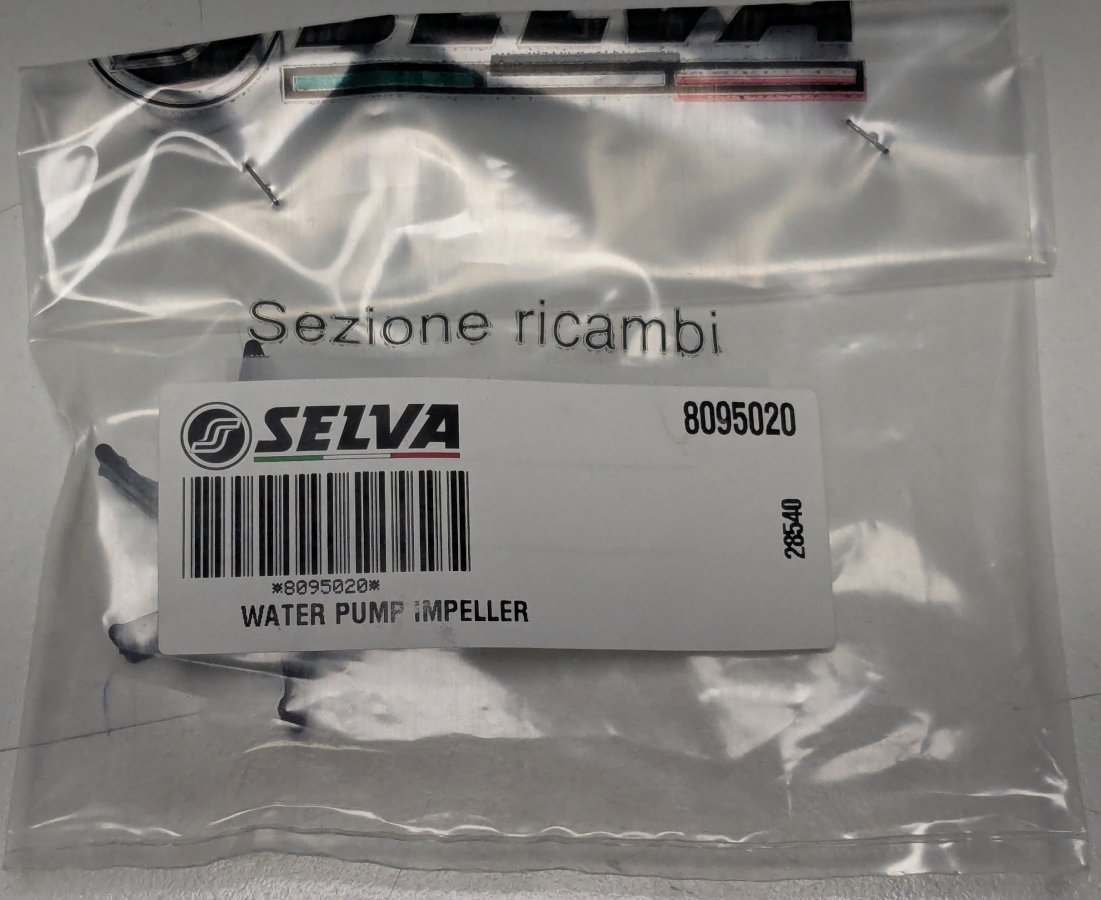 SELVA
Sezione ricambi
SELVA
8095020
28540
*8095020*
WATER PUMP IMPELLER